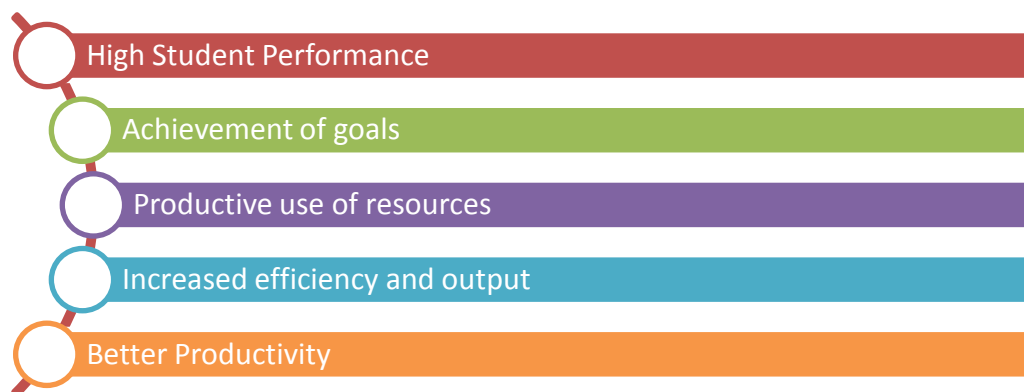 High Student Performance
Achievement of goals
Productive use of resources
Increased efficiency and output
Better Productivity